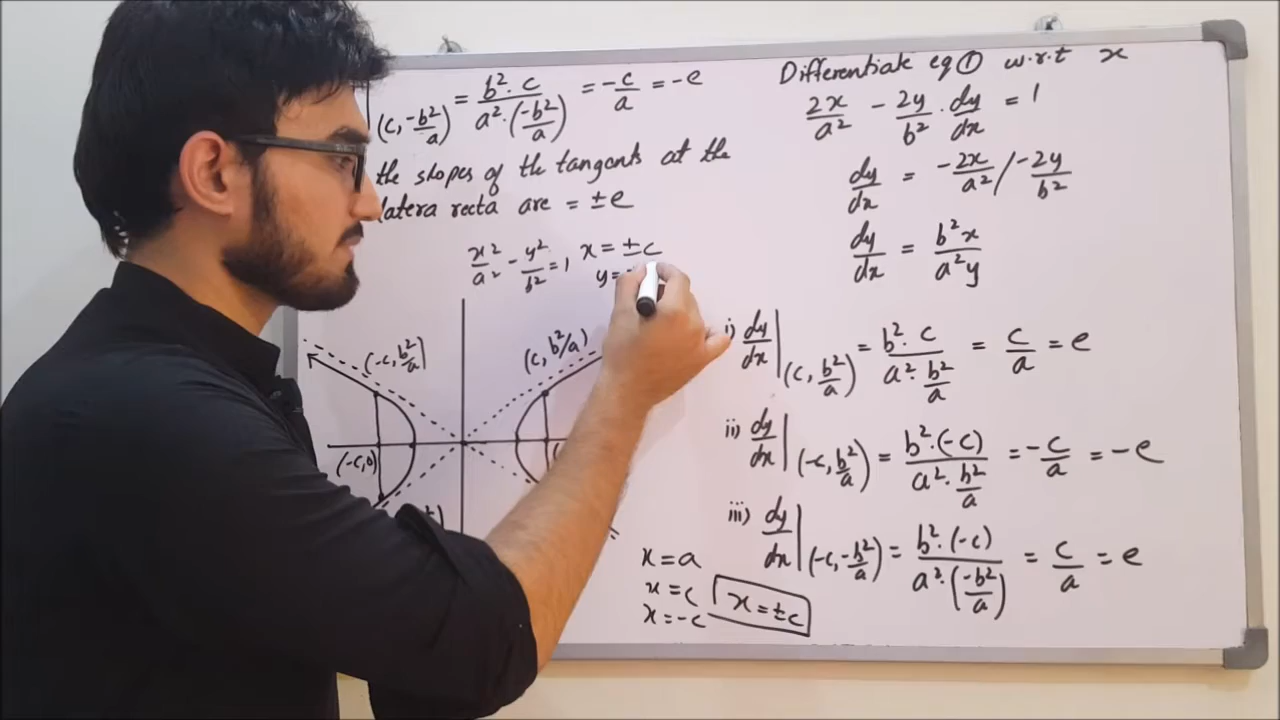 (c, -b²/a) = b²·c / a²·(-b²/a) = -c/a = -e
the slopes of the tangents at the
latera recta are = ±e
x²/a² - y²/b² = 1, x = ±c
y =
(-c, b²/a)
(c, b²/a)
(-c,0)
x = a
x = c
x = -c
x = ±c
Differentiate eq ① w.r.t x
2x/a² - 2y/b² · dy/dx = 1
dy/dx = -2x/a² / -2y/b²
dy/dx = b²x/a²y
i) dy/dx |(c, b²/a) = b²·c / a²·b²/a = c/a = e
ii) dy/dx |(-c, b²/a) = b²·(-c) / a²·b²/a = -c/a = -e
iii) dy/dx |(-c, -b²/a) = b²·(-c) / a²·(-b²/a) = c/a = e